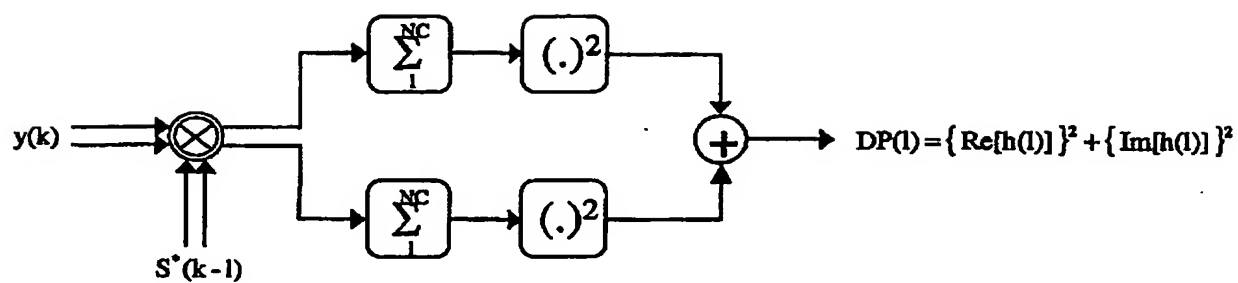 NC
Σ
1
(.)²
y(k)
+
DP(l) = { Re[h(l)] }² + { Im[h(l)] }²
NC
Σ
1
(.)²
S*(k - l)